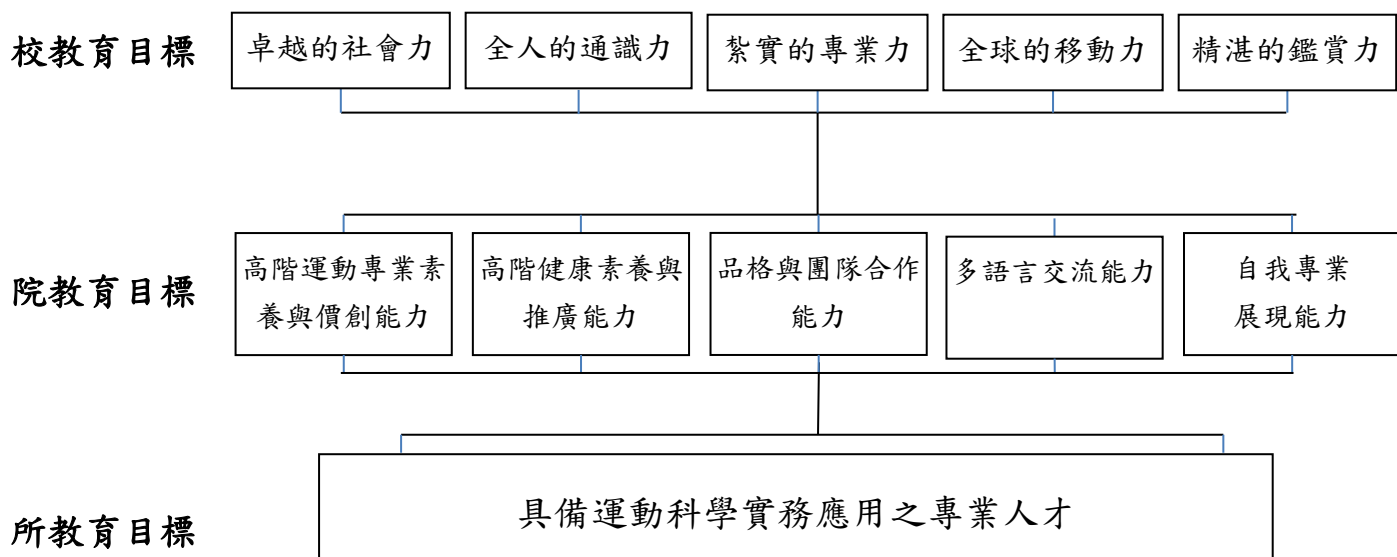 校教育目標
卓越的社會力
全人的通識力
紮實的專業力
全球的移動力
精湛的鑑賞力
院教育目標
高階運動專業素
養與價創能力
高階健康素養與
推廣能力
品格與團隊合作
能力
多語言交流能力
自我專業
展現能力
所教育目標
具備運動科學實務應用之專業人才